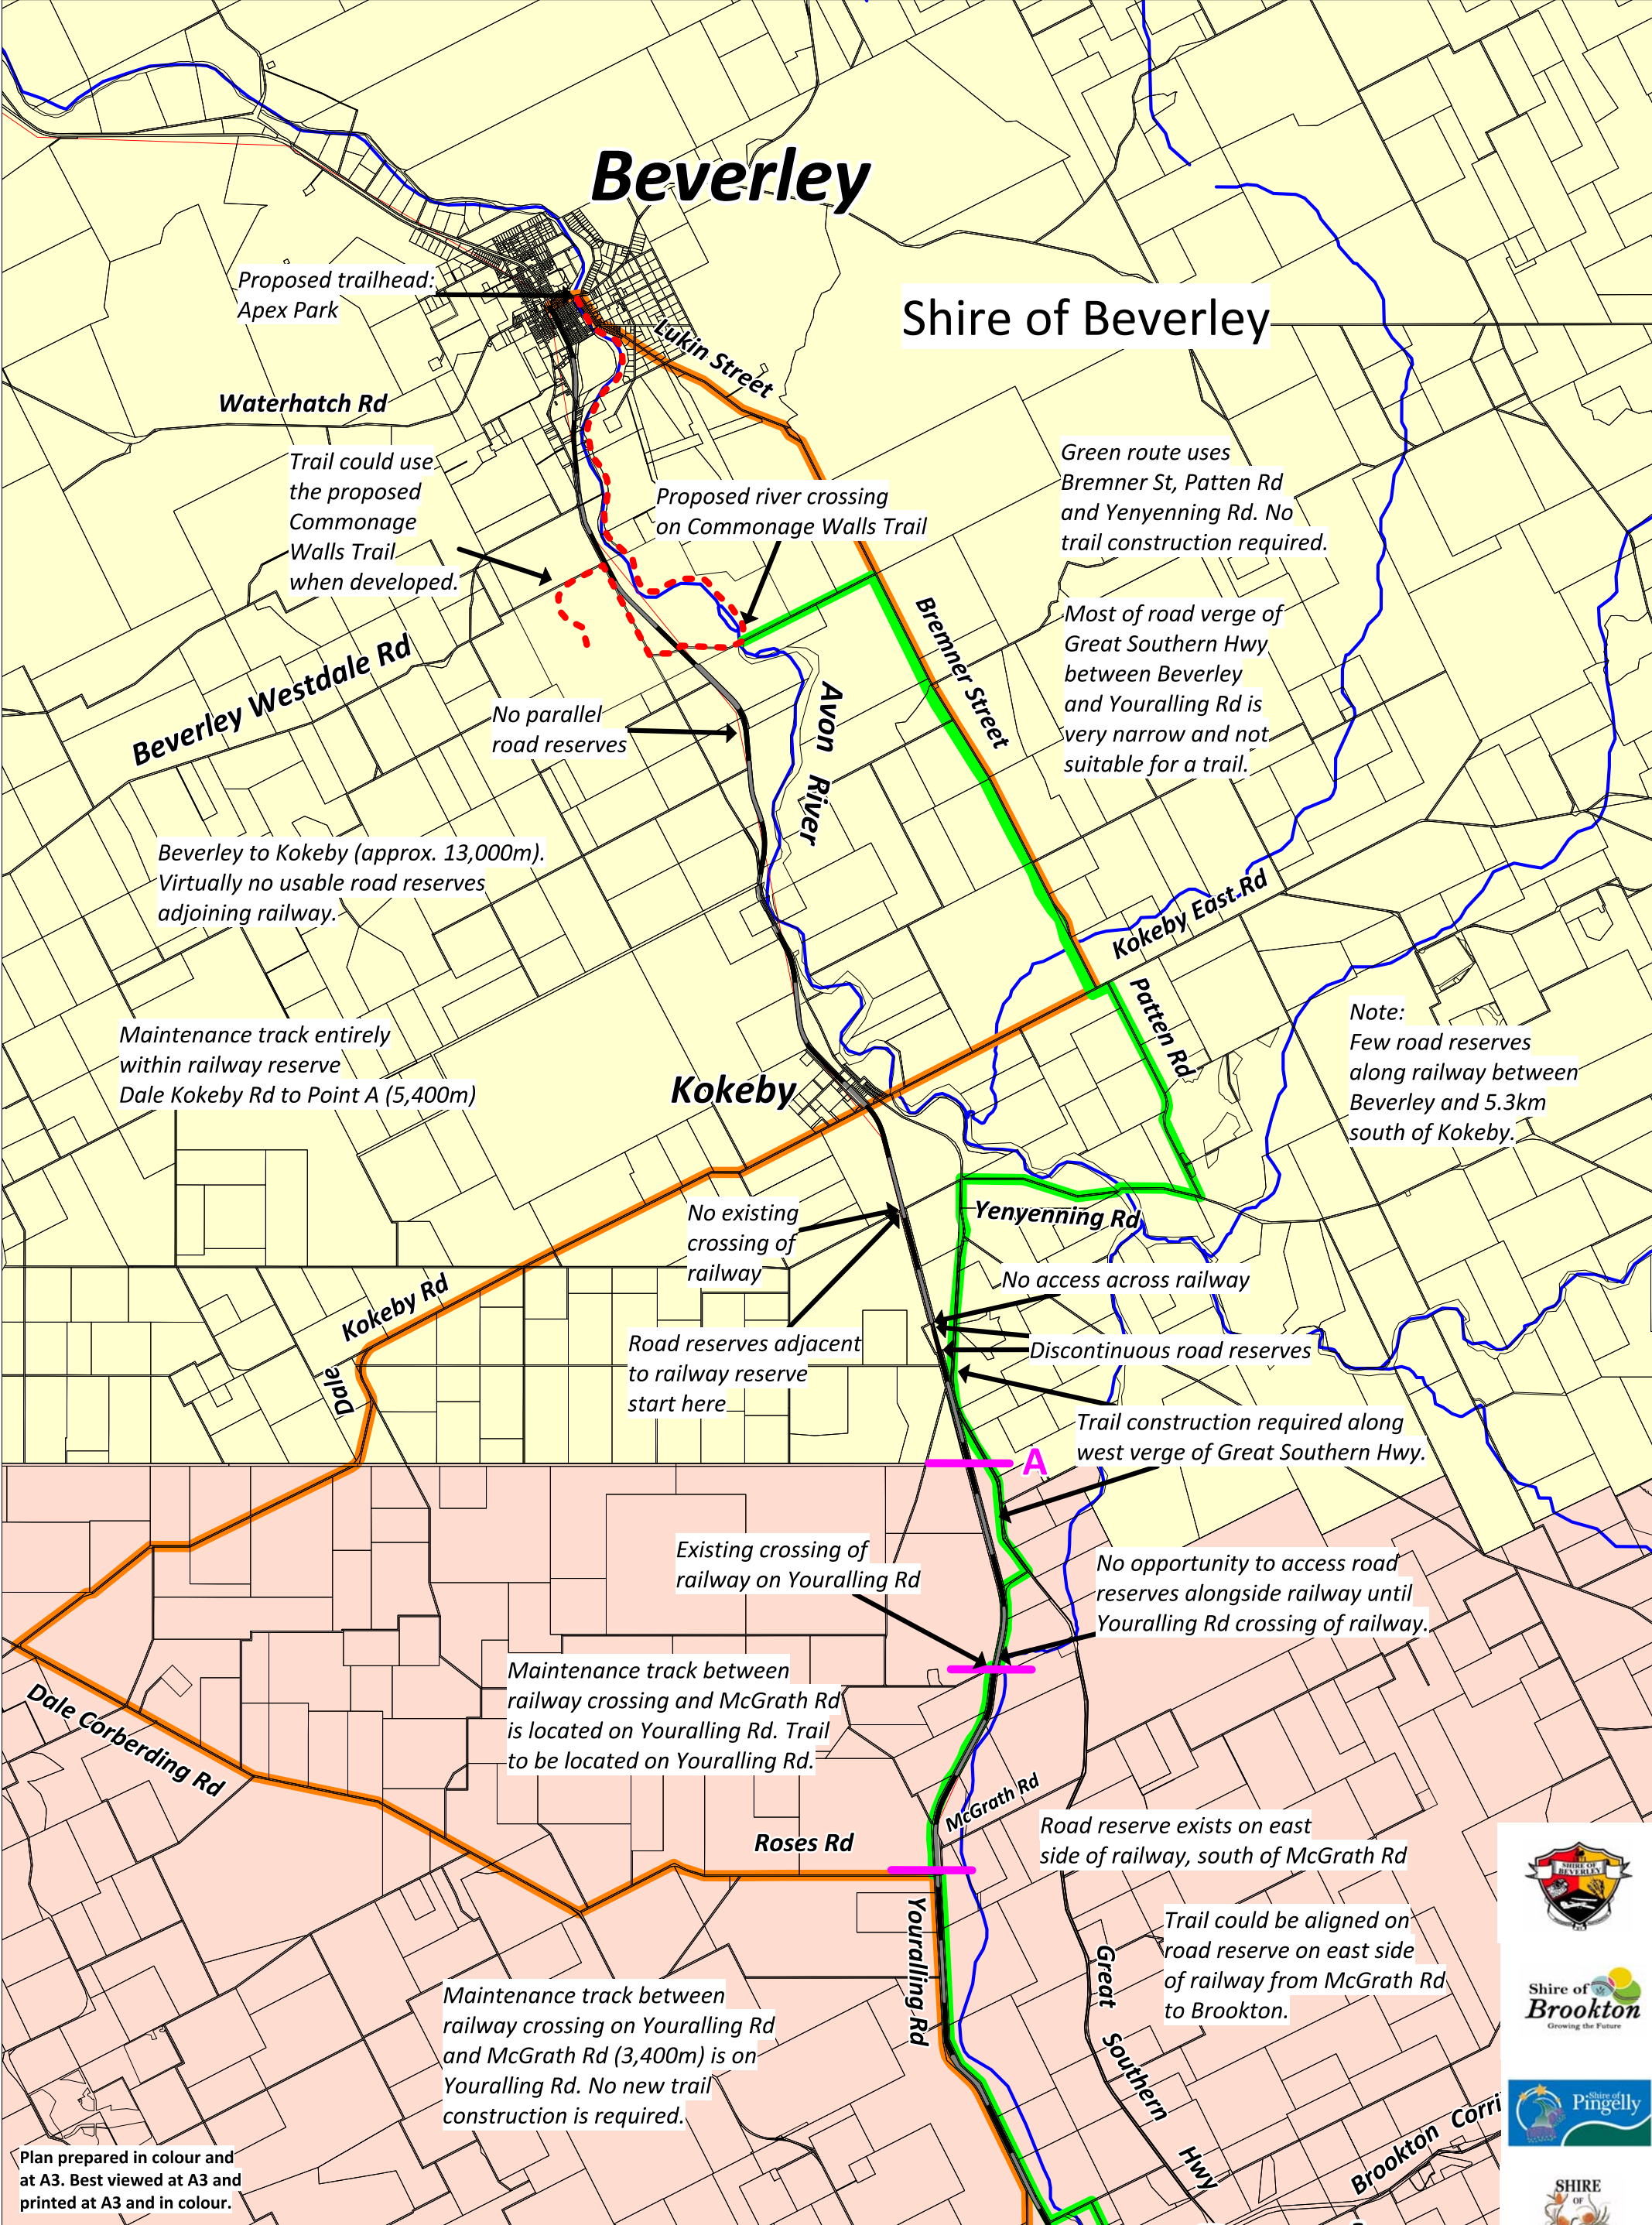 Beverley
Proposed trailhead:
Apex Park
Shire of Beverley
Lukin Street
Waterhatch Rd
Trail could use
the proposed
Commonage
Walls Trail
when developed.
Proposed river crossing
on Commonage Walls Trail
Green route uses
Bremner St, Patten Rd
and Yenyenning Rd. No
trail construction required.
Most of road verge of
Great Southern Hwy
between Beverley
and Youralling Rd is
very narrow and not
suitable for a trail.
Bremner Street
Beverley Westdale Rd
No parallel
road reserves
Avon River
Beverley to Kokeby (approx. 13,000m).
Virtually no usable road reserves
adjoining railway.
Kokeby East Rd
Patten Rd
Maintenance track entirely
within railway reserve
Dale Kokeby Rd to Point A (5,400m)
Kokeby
Note:
Few road reserves
along railway between
Beverley and 5.3km
south of Kokeby.
No existing
crossing of
railway
Yenyenning Rd
No access across railway
Dale
Kokeby Rd
Road reserves adjacent
to railway reserve
start here
Discontinuous road reserves
Trail construction required along
west verge of Great Southern Hwy.
A
Existing crossing of
railway on Youralling Rd
No opportunity to access road
reserves alongside railway until
Youralling Rd crossing of railway.
Maintenance track between
railway crossing and McGrath Rd
is located on Youralling Rd. Trail
to be located on Youralling Rd.
Dale Corberding Rd
McGrath Rd
Roses Rd
Road reserve exists on east
side of railway, south of McGrath Rd
Youralling Rd
Trail could be aligned on
road reserve on east side
of railway from McGrath Rd
to Brookton.
Great Southern Hwy
Maintenance track between
railway crossing on Youralling Rd
and McGrath Rd (3,400m) is on
Youralling Rd. No new trail
construction is required.
Brookton Corri
Plan prepared in colour and
at A3. Best viewed at A3 and
printed at A3 and in colour.
SHIRE OF
BEVERLEY
Shire of
Brookton
Growing the Future
Shire of
Pingelly
SHIRE
OF